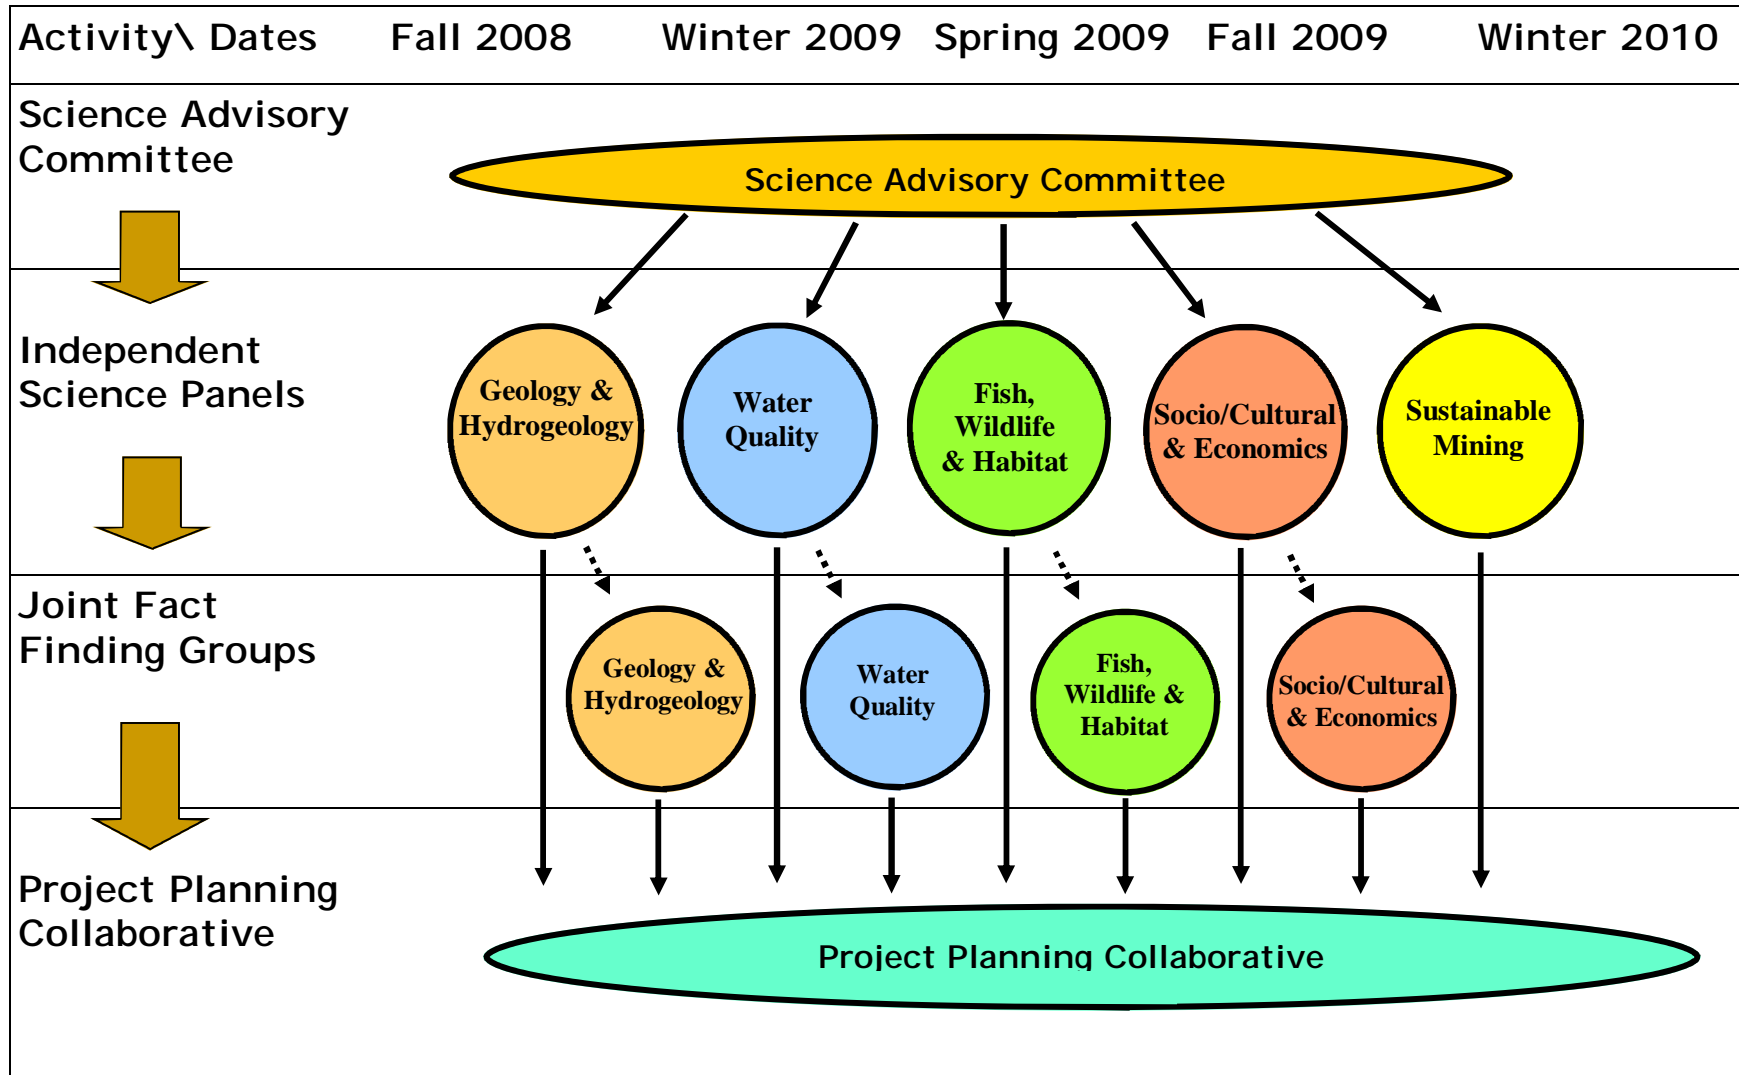 Activity\ Dates Fall 2008 Winter 2009 Spring 2009 Fall 2009 Winter 2010
Science Advisory
Committee
Science Advisory Committee
Independent
Science Panels
Geology &
Hydrogeology
Water
Quality
Fish,
Wildlife
& Habitat
Socio/Cultural
& Economics
Sustainable
Mining
Joint Fact
Finding Groups
Geology &
Hydrogeology
Water
Quality
Fish,
Wildlife &
Habitat
Socio/Cultural
& Economics
Project Planning
Collaborative
Project Planning Collaborative